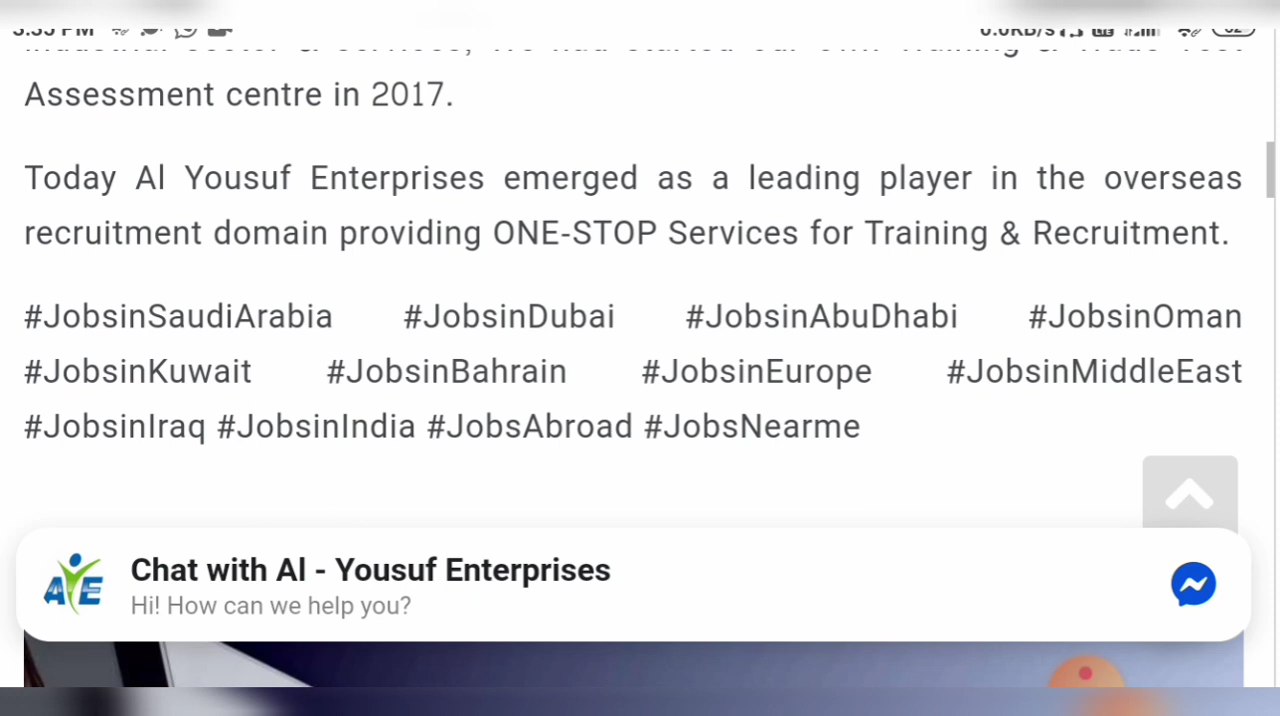 Assessment centre in 2017.
Today Al Yousuf Enterprises emerged as a leading player in the overseas
recruitment domain providing ONE-STOP Services for Training & Recruitment.
#JobsinSaudiArabia #JobsinDubai #JobsinAbuDhabi #JobsinOman
#JobsinKuwait #JobsinBahrain #JobsinEurope #JobsinMiddleEast
#JobsinIraq #JobsinIndia #JobsAbroad #JobsNearme
Chat with Al - Yousuf Enterprises
AYE
Hi! How can we help you?